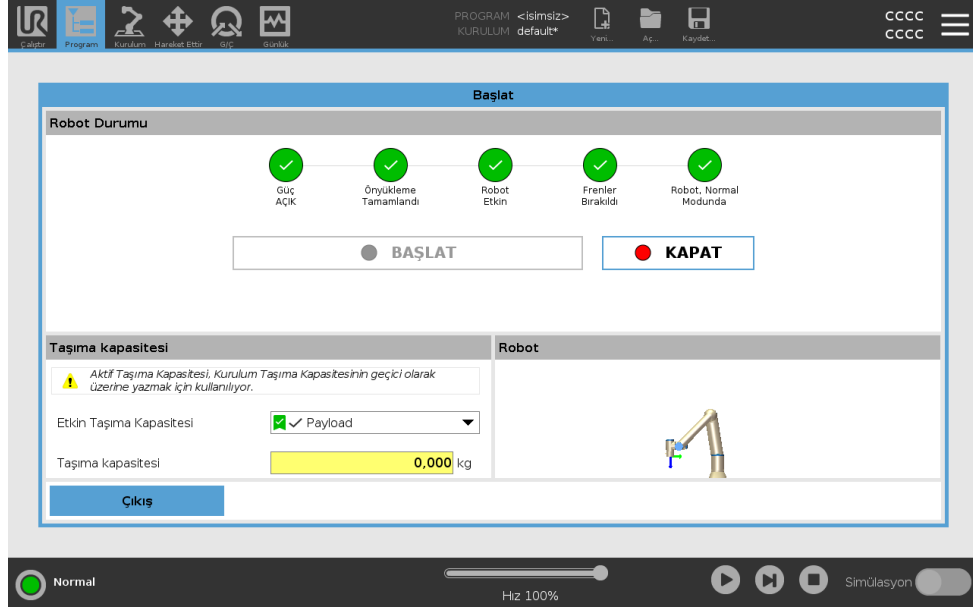 PROGRAM <isimsiz>
KURULUM default*
CCCC
CCCC
Çalıştır Program Kurulum Hareket Ettir G/Ç Günlük Yeni... Aç... Kaydet...
Başlat
Robot Durumu
Güç AÇIK
Önyükleme Tamamlandı
Robot Etkin
Frenler Bırakıldı
Robot, Normal Modunda
BAŞLAT
KAPAT
Taşıma kapasitesi
Aktif Taşıma Kapasitesi, Kurulum Taşıma Kapasitesinin geçici olarak
üzerine yazmak için kullanılıyor.
Etkin Taşıma Kapasitesi
Payload
Taşıma kapasitesi
0,000 kg
Robot
Çıkış
Normal
Hız 100%
Simülasyon